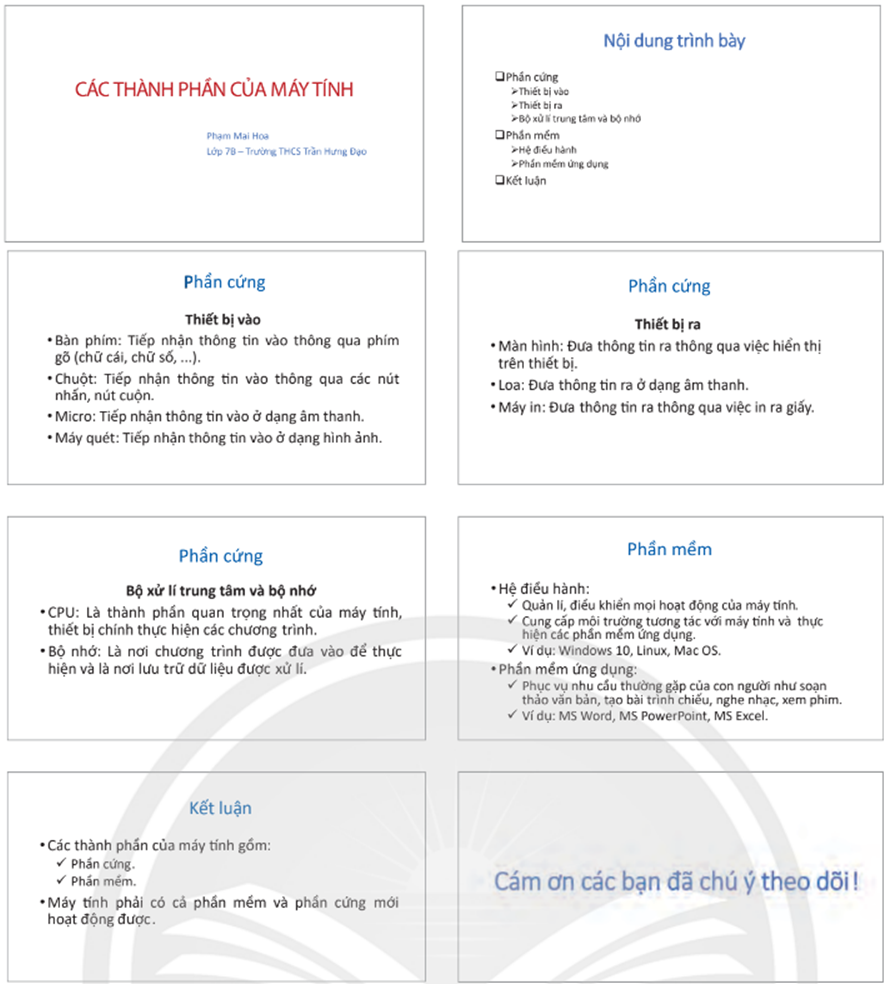 CÁC THÀNH PHẦN CỦA MÁY TÍNH
Phạm Mai Hoa
Lớp 7B – Trường THCS Trần Hưng Đạo
Nội dung trình bày
❑Phần cứng
➢Thiết bị vào
➢Thiết bị ra
➢Bộ xử lí trung tâm và bộ nhớ
❑Phần mềm
➢Hệ điều hành
➢Phần mềm ứng dụng
❑Kết luận
Phần cứng
Thiết bị vào
• Bàn phím: Tiếp nhận thông tin vào thông qua phím
gõ (chữ cái, chữ số, ...).
• Chuột: Tiếp nhận thông tin vào thông qua các nút
nhấn, nút cuộn.
• Micro: Tiếp nhận thông tin vào ở dạng âm thanh.
• Máy quét: Tiếp nhận thông tin vào ở dạng hình ảnh.
Phần cứng
Thiết bị ra
• Màn hình: Đưa thông tin ra thông qua việc hiển thị
trên thiết bị.
• Loa: Đưa thông tin ra ở dạng âm thanh.
• Máy in: Đưa thông tin ra thông qua việc in ra giấy.
Phần cứng
Bộ xử lí trung tâm và bộ nhớ
• CPU: Là thành phần quan trọng nhất của máy tính,
thiết bị chính thực hiện các chương trình.
• Bộ nhớ: Là nơi chương trình được đưa vào để thực
hiện và là nơi lưu trữ dữ liệu được xử lí.
Phần mềm
• Hệ điều hành:
✓ Quản lí, điều khiển mọi hoạt động của máy tính.
✓ Cung cấp môi trường tương tác với máy tính và thực
hiện các phần mềm ứng dụng.
✓ Ví dụ: Windows 10, Linux, Mac OS.
• Phần mềm ứng dụng:
✓ Phục vụ nhu cầu thường gặp của con người như soạn
thảo văn bản, tạo bài trình chiếu, nghe nhạc, xem phim.
✓ Ví dụ: MS Word, MS PowerPoint, MS Excel.
Kết luận
• Các thành phần của máy tính gồm:
✓ Phần cứng.
✓ Phần mềm.
• Máy tính phải có cả phần mềm và phần cứng mới
hoạt động được.
Cám ơn các bạn đã chú ý theo dõi!